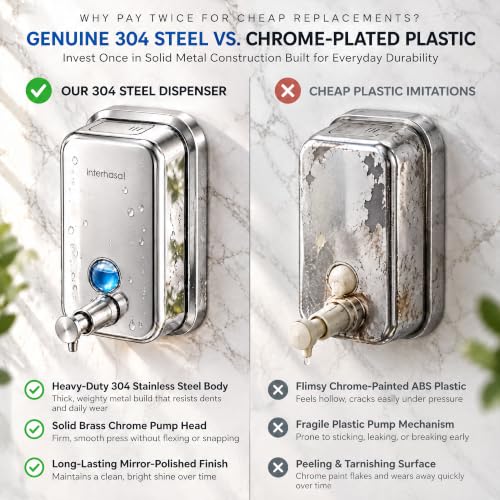 WHY PAY TWICE FOR CHEAP REPLACEMENTS?
GENUINE 304 STEEL VS. CHROME-PLATED PLASTIC
Invest Once in Solid Metal Construction Built for Everyday Durability
OUR 304 STEEL DISPENSER
CHEAP PLASTIC IMITATIONS
interhasa!
Heavy-Duty 304 Stainless Steel Body
Thick, weighty metal build that resists dents
and daily wear
Solid Brass Chrome Pump Head
Firm, smooth press without flexing or snapping
Long-Lasting Mirror-Polished Finish
Maintains a clean, bright shine over time
Flimsy Chrome-Painted ABS Plastic
Feels hollow, cracks easily under pressure
Fragile Plastic Pump Mechanism
Prone to sticking, leaking, or breaking early
Peeling & Tarnishing Surface
Chrome paint flakes and wears away quickly
over time